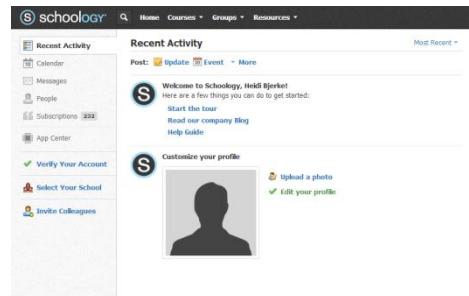 S schoology Home Courses Groups Resources
Recent Activity
Calendar
Messages
People
Subscriptions 232
App Center
Verify Your Account
Select Your School
Invite Colleagues
Recent Activity Most Recent
Post: Update Event More
S
Welcome to Schoology, Heidi Bjerke!
Here are a few things you can do to get started:
Start the tour
Read our company Blog
Help Guide
S
Customize your profile
Upload a photo
Edit your profile